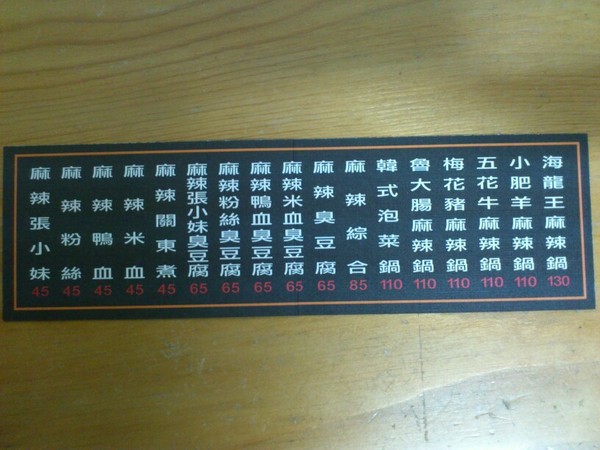 海龍王麻辣鍋 130
小肥羊麻辣鍋 110
五花牛麻辣鍋 110
梅花豬麻辣鍋 110
魯大腸麻辣鍋 110
韓式泡菜鍋 110
麻辣綜合 85
麻辣臭豆腐 65
麻辣米血臭豆腐 65
麻辣鴨血臭豆腐 65
麻辣粉絲臭豆腐 65
麻辣張小妹臭豆腐 65
麻辣關東煮 45
麻辣米血 45
麻辣鴨血 45
麻辣粉絲 45
麻辣張小妹 45